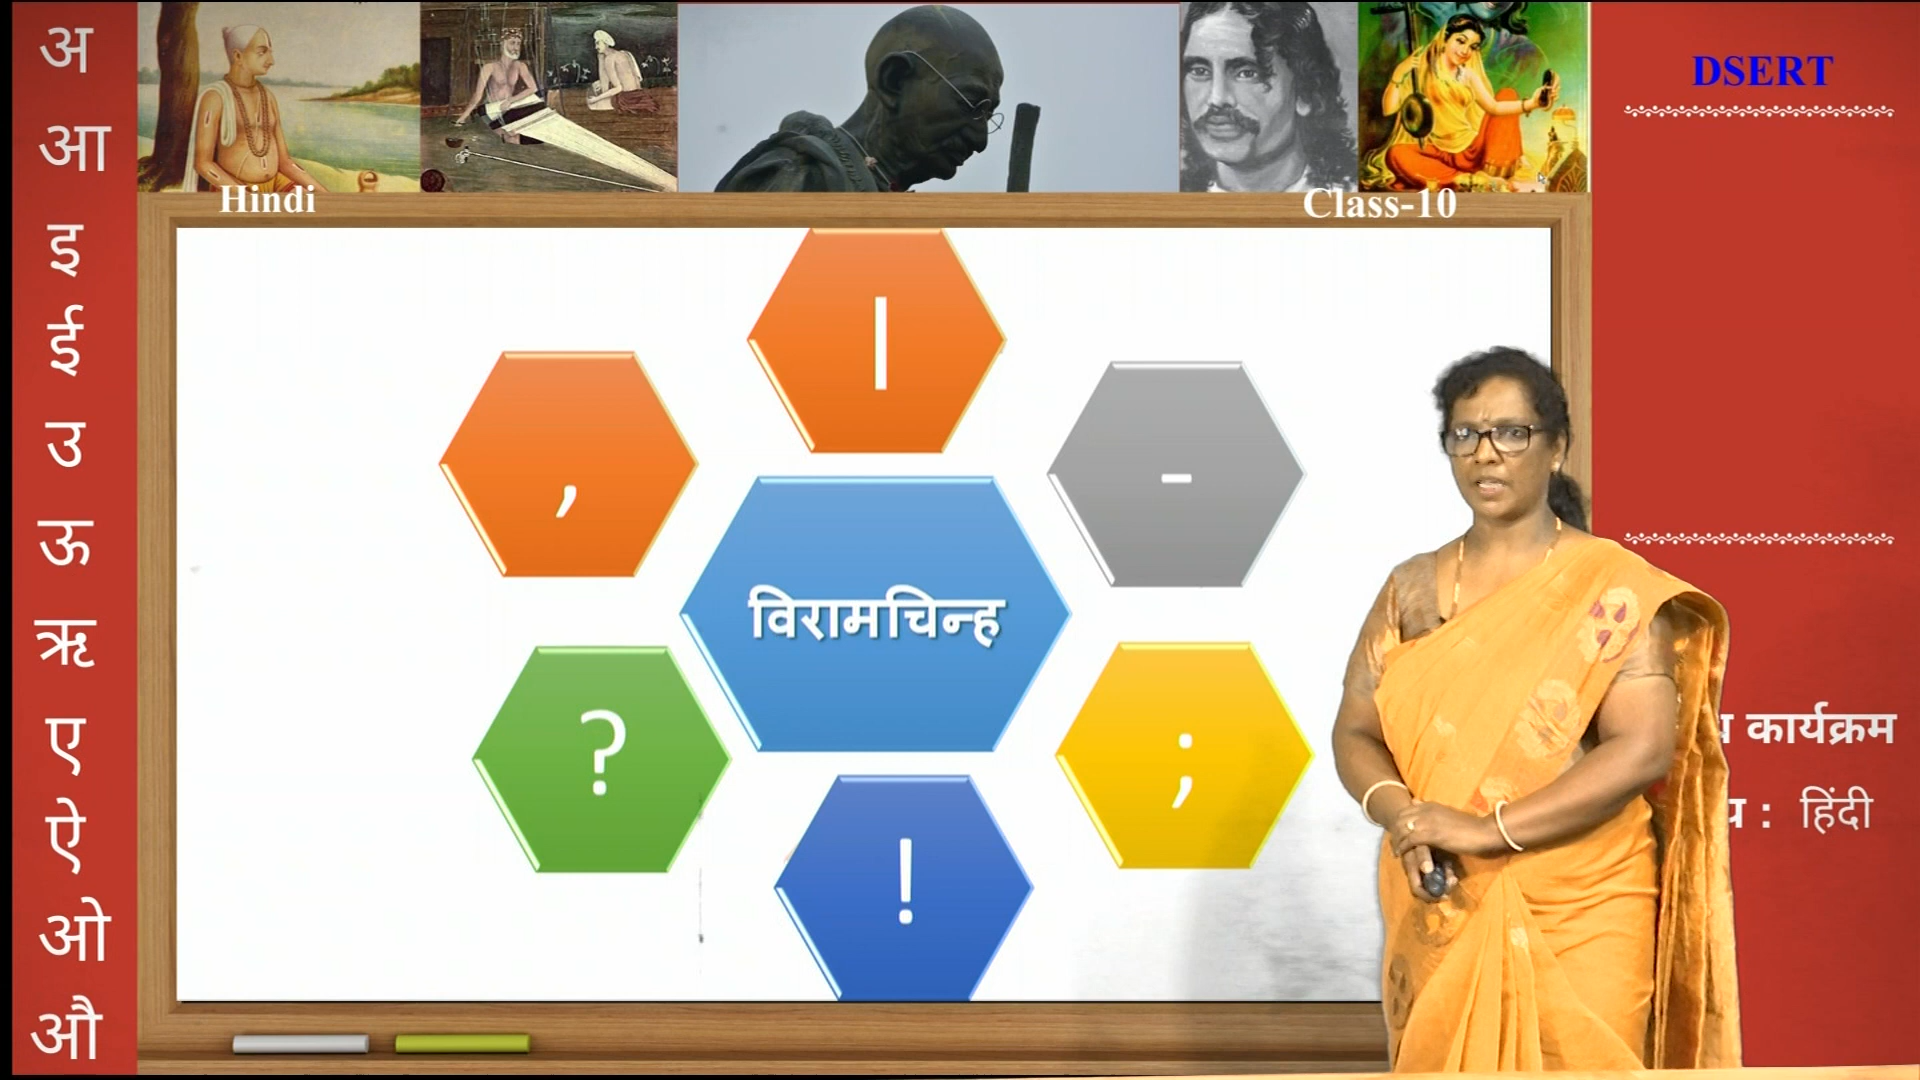 अ
आ
इ
ई
उ
ऊ
ऋ
ए
ऐ
ओ
औ
Hindi
Class-10
DSERT
।
,
-
विरामचिन्ह
?
;
!
कार्यक्रम
: हिंदी